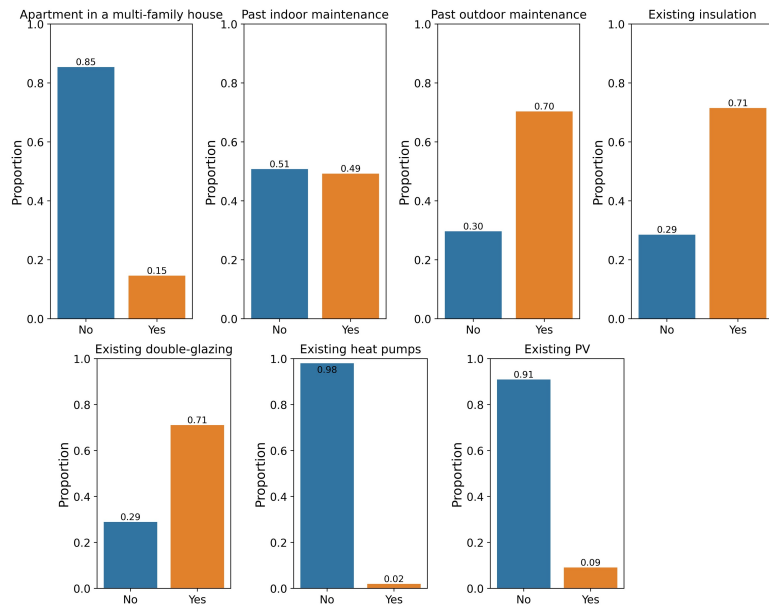 Apartment in a multi-family house
Past indoor maintenance
Past outdoor maintenance
Existing insulation
1.0
0.8
0.6
0.4
0.2
0.0
Proportion
0.85
0.15
No
Yes
1.0
0.8
0.6
0.4
0.2
0.0
Proportion
0.51
0.49
No
Yes
1.0
0.8
0.6
0.4
0.2
0.0
Proportion
0.30
0.70
No
Yes
1.0
0.8
0.6
0.4
0.2
0.0
Proportion
0.29
0.71
No
Yes
Existing double-glazing
Existing heat pumps
Existing PV
1.0
0.8
0.6
0.4
0.2
0.0
Proportion
0.29
0.71
No
Yes
1.0
0.8
0.6
0.4
0.2
0.0
Proportion
0.98
0.02
No
Yes
1.0
0.8
0.6
0.4
0.2
0.0
Proportion
0.91
0.09
No
Yes